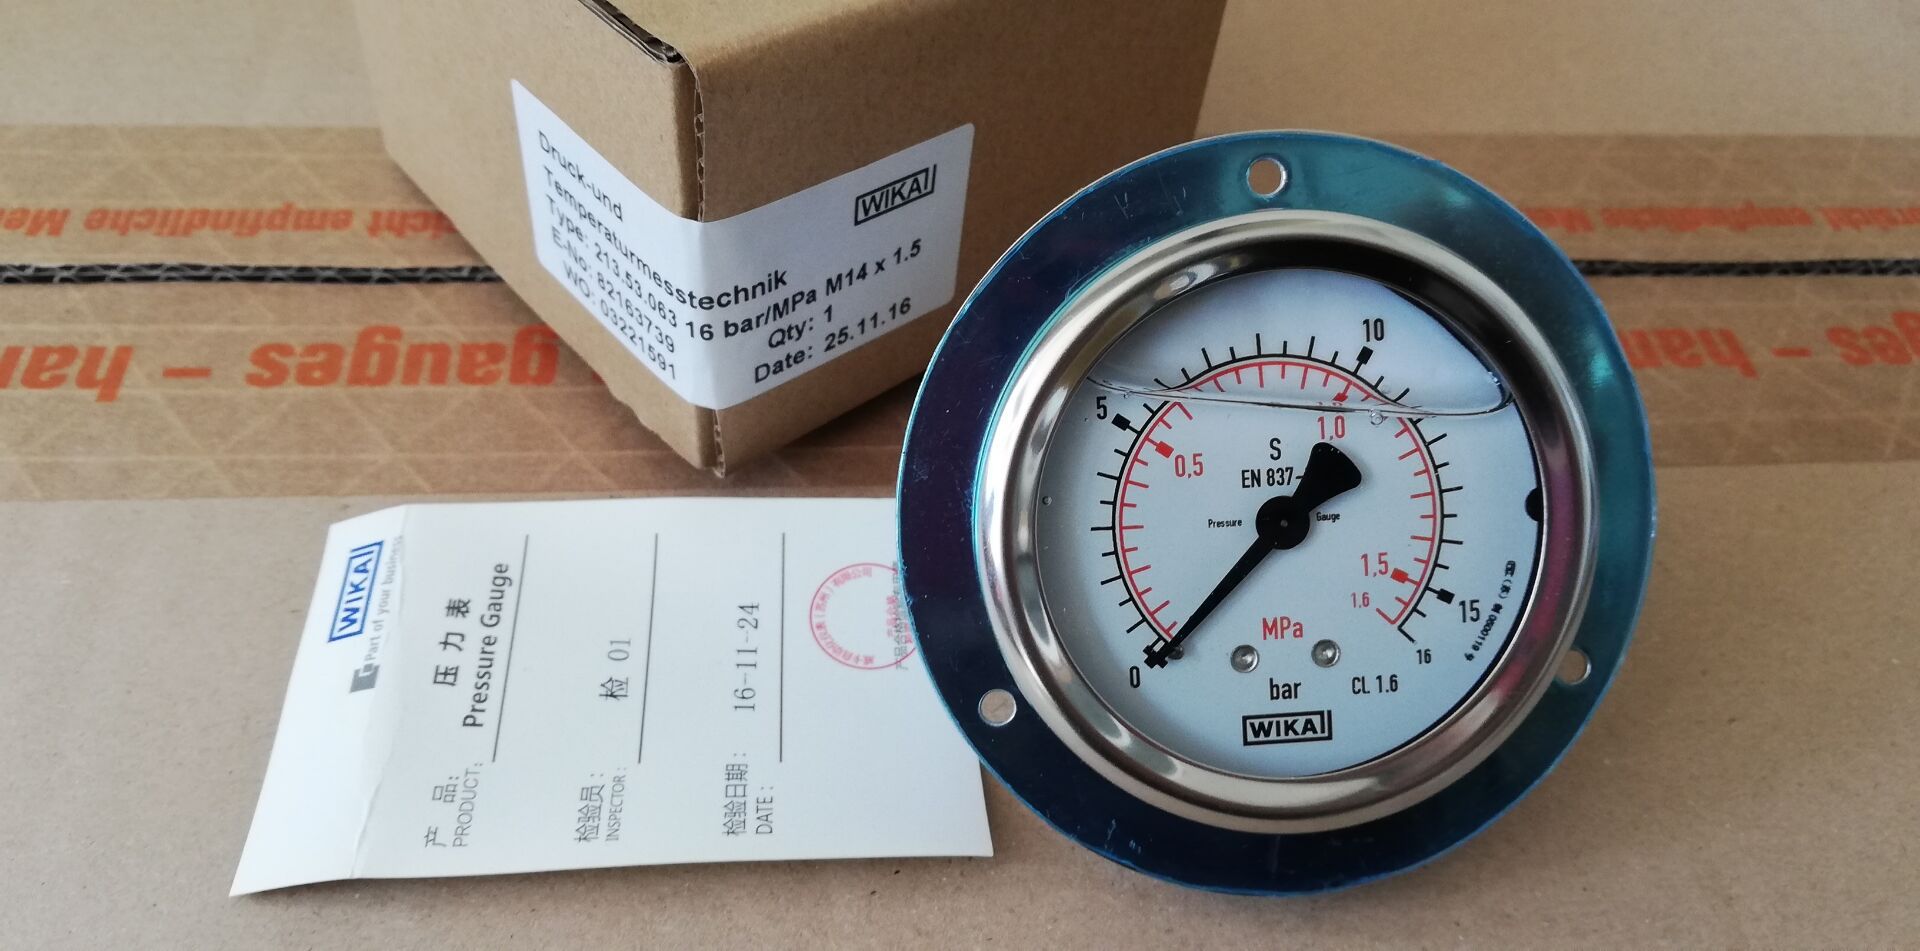 Druck-und
Temperaturmesstechnik
Type: 213.53.063 16 bar/MPa M14 x 1.5
E-No: 82163739 Qty: 1
WO: 03221591 Date: 25.11.16
WIKA
gauges - han
WIKA
Part of your business
产 品: 压 力 表
PRODUCT: Pressure Gauge
检验员: 检 01
INSPECTOR:
检验日期: 16-11-24
DATE:
0
5
10
15
16
0,5
1,0
1,5
1,6
S
EN 837-
Pressure Gauge
MPa
bar
CL 1.6
WIKA